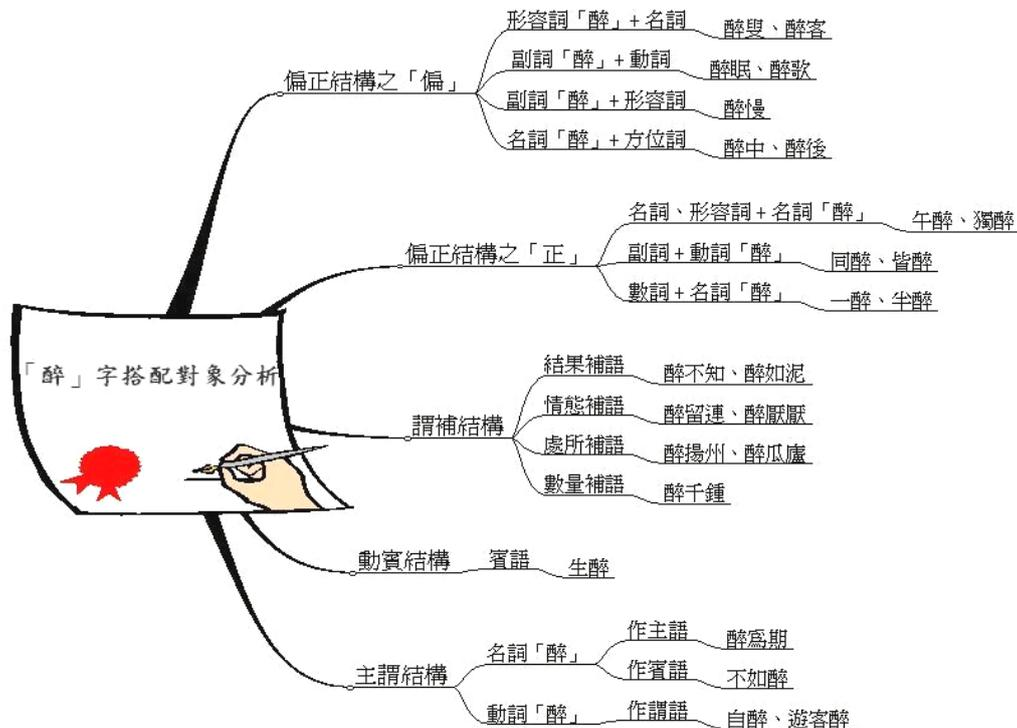 「醉」字搭配對象分析
偏正結構之「偏」
形容詞「醉」+名詞
醉叟、醉客
副詞「醉」+動詞
醉眠、醉歌
副詞「醉」+形容詞
醉慢
名詞「醉」+方位詞
醉中、醉後
偏正結構之「正」
名詞、形容詞+名詞「醉」
午醉、獨醉
副詞+動詞「醉」
同醉、皆醉
數詞+名詞「醉」
一醉、半醉
謂補結構
結果補語
醉不知、醉如泥
情態補語
醉留連、醉厭厭
處所補語
醉揚州、醉瓜廬
數量補語
醉千鍾
動賓結構
賓語
生醉
主謂結構
名詞「醉」
作主語
醉為期
作賓語
不如醉
動詞「醉」
作謂語
自醉、遊客醉